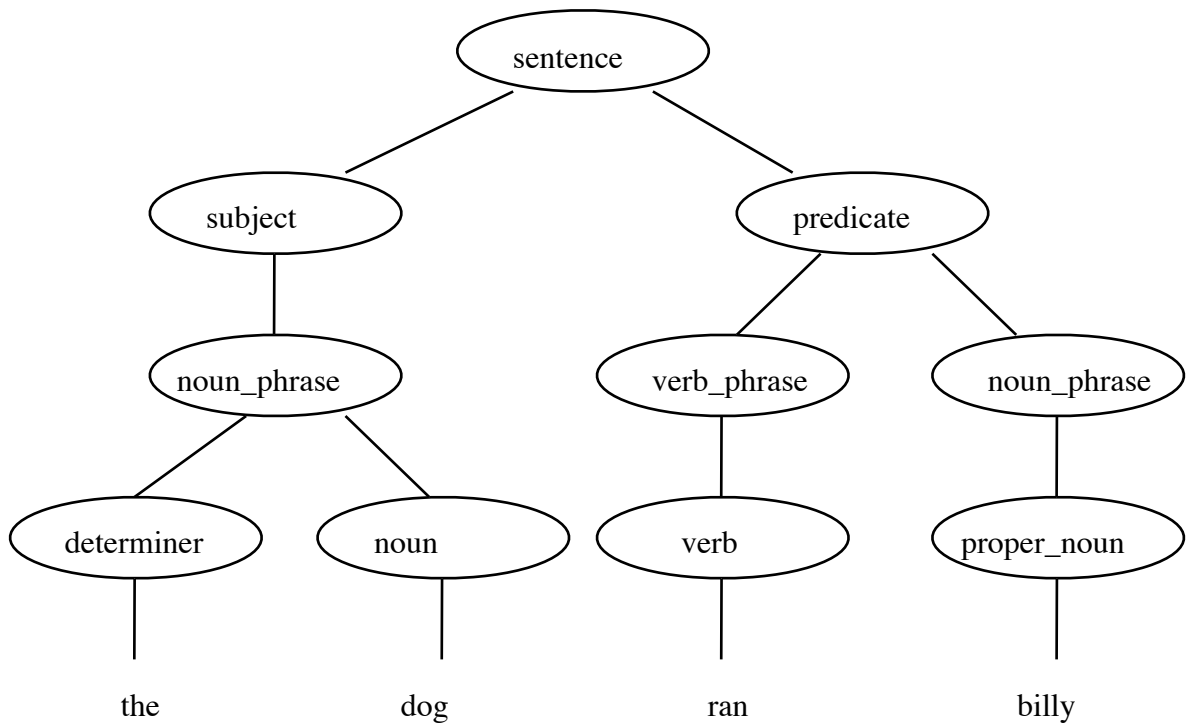 sentence
subject predicate
noun_phrase verb_phrase noun_phrase
determiner noun verb proper_noun
the dog ran billy